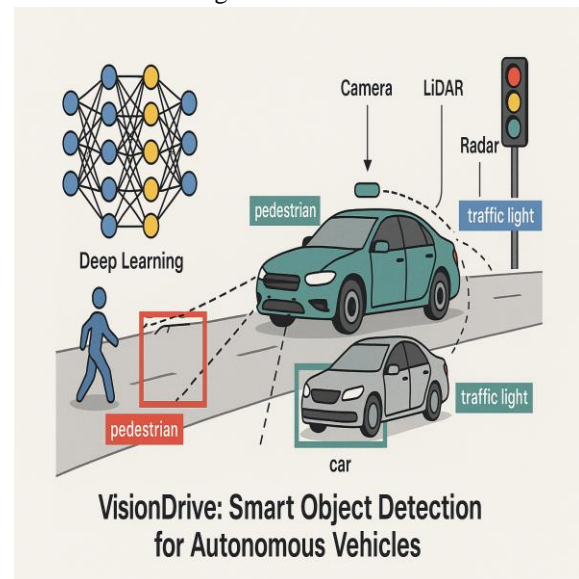 Camera
LiDAR
Radar
pedestrian
traffic light
Deep Learning
pedestrian
traffic light
car
VisionDrive: Smart Object Detection
for Autonomous Vehicles